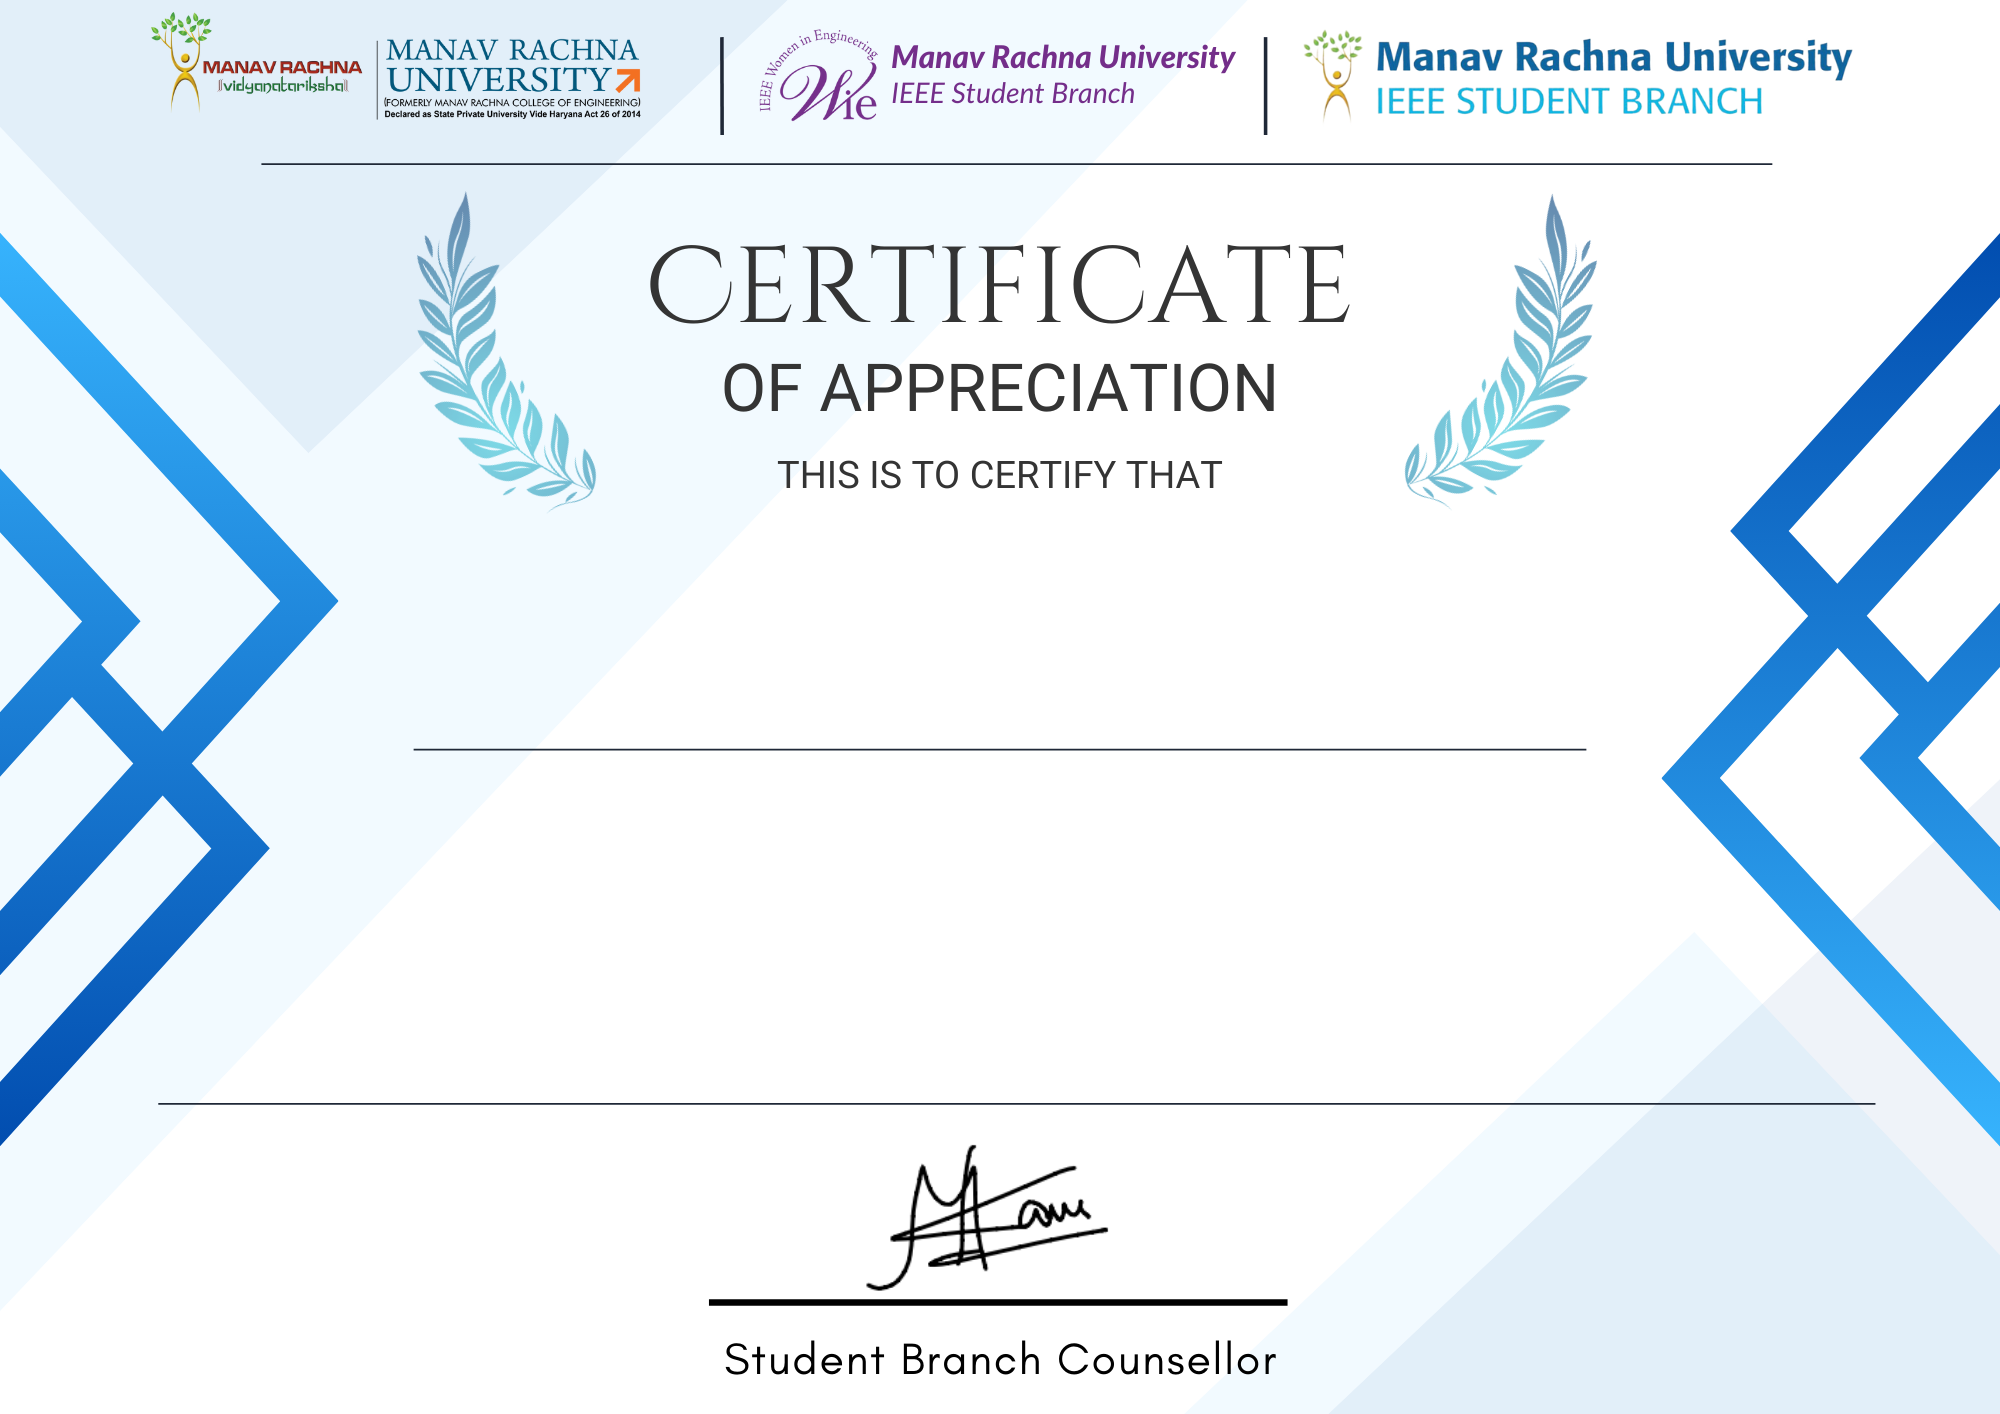 MANAV RACHNA
vidyanatariksha
MANAV RACHNA
UNIVERSITY
(FORMERLY MANAV RACHNA COLLEGE OF ENGINEERING)
Declared as State Private University Vide Haryana Act 26 of 2014
IEEE Women in Engineering
WIE
Manav Rachna University
IEEE Student Branch
Manav Rachna University
IEEE STUDENT BRANCH
CERTIFICATE
OF APPRECIATION
THIS IS TO CERTIFY THAT
Student Branch Counsellor